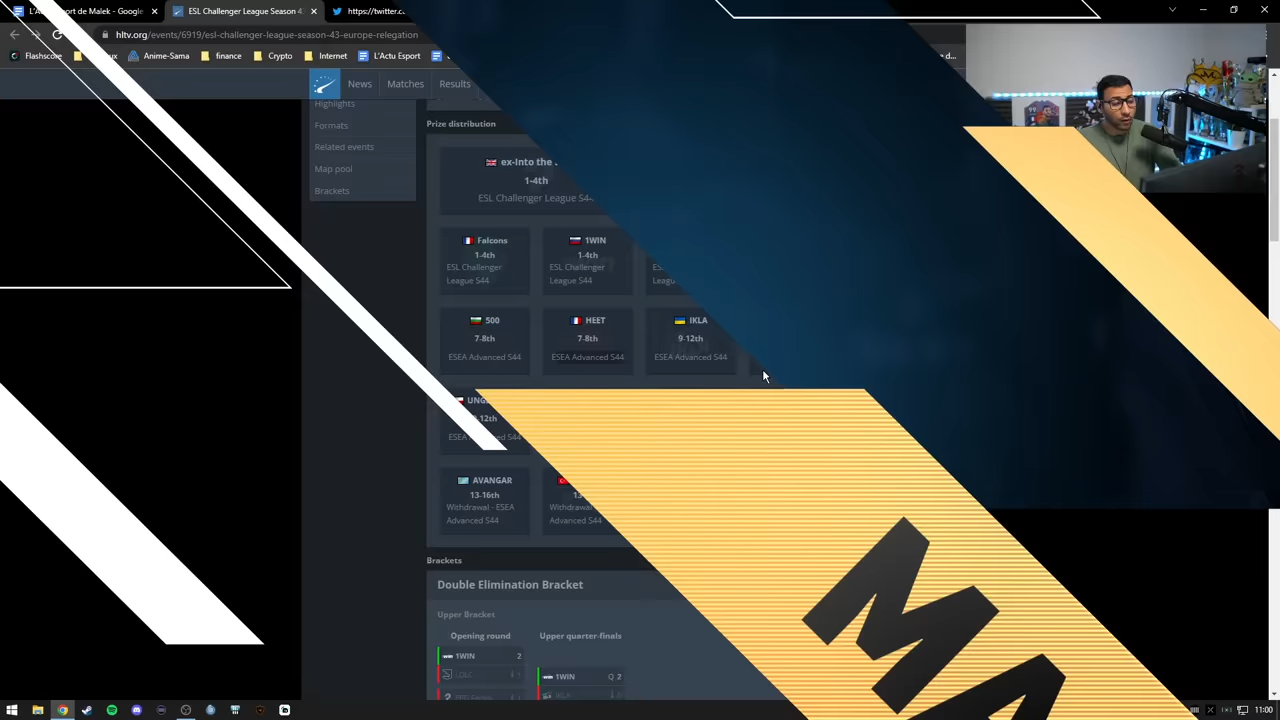 L'Actu Esport de Malek - Google
ESL Challenger League Season 43
https://twitter.c
hltv.org/events/6919/esl-challenger-league-season-43-europe-relegation
Flashscore
Anime-Sama
finance
Crypto
Internet
L'Actu Esport
News
Matches
Results
Highlights
Formats
Related events
Map pool
Brackets
Prize distribution
ex-Into the
1-4th
ESL Challenger League S4
Falcons
1-4th
ESL Challenger
League S44
1WIN
1-4th
ESL Challenger
League S44
500
7-8th
ESEA Advanced S44
HEET
7-8th
ESEA Advanced S44
IKLA
9-12th
ESEA Advanced S44
AVANGAR
13-16th
Withdrawal - ESEA
Advanced S44
Withdrawal
Advanced S44
Brackets
Double Elimination Bracket
Upper Bracket
Opening round
Upper quarter-finals
1WIN 2
1WIN Q 2
MA
11:00